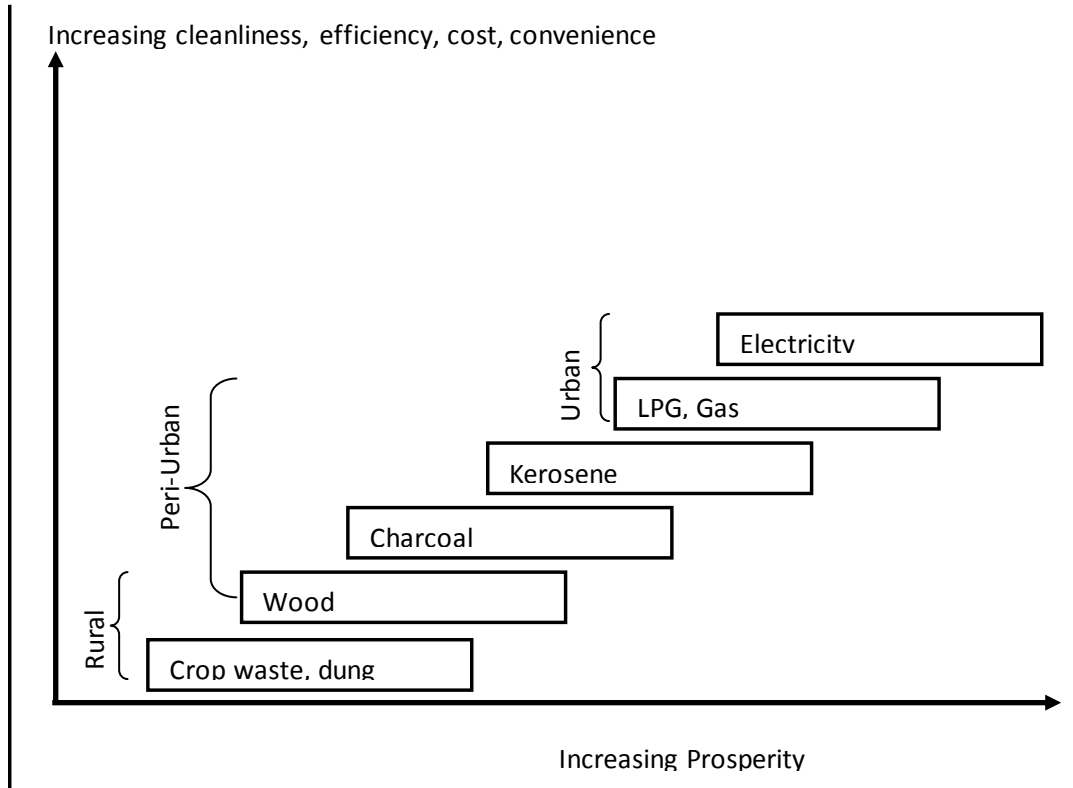 Increasing cleanliness, efficiency, cost, convenience
Electricity
Urban
LPG, Gas
Peri-Urban
Kerosene
Charcoal
Wood
Rural
Crop waste, dung
Increasing Prosperity